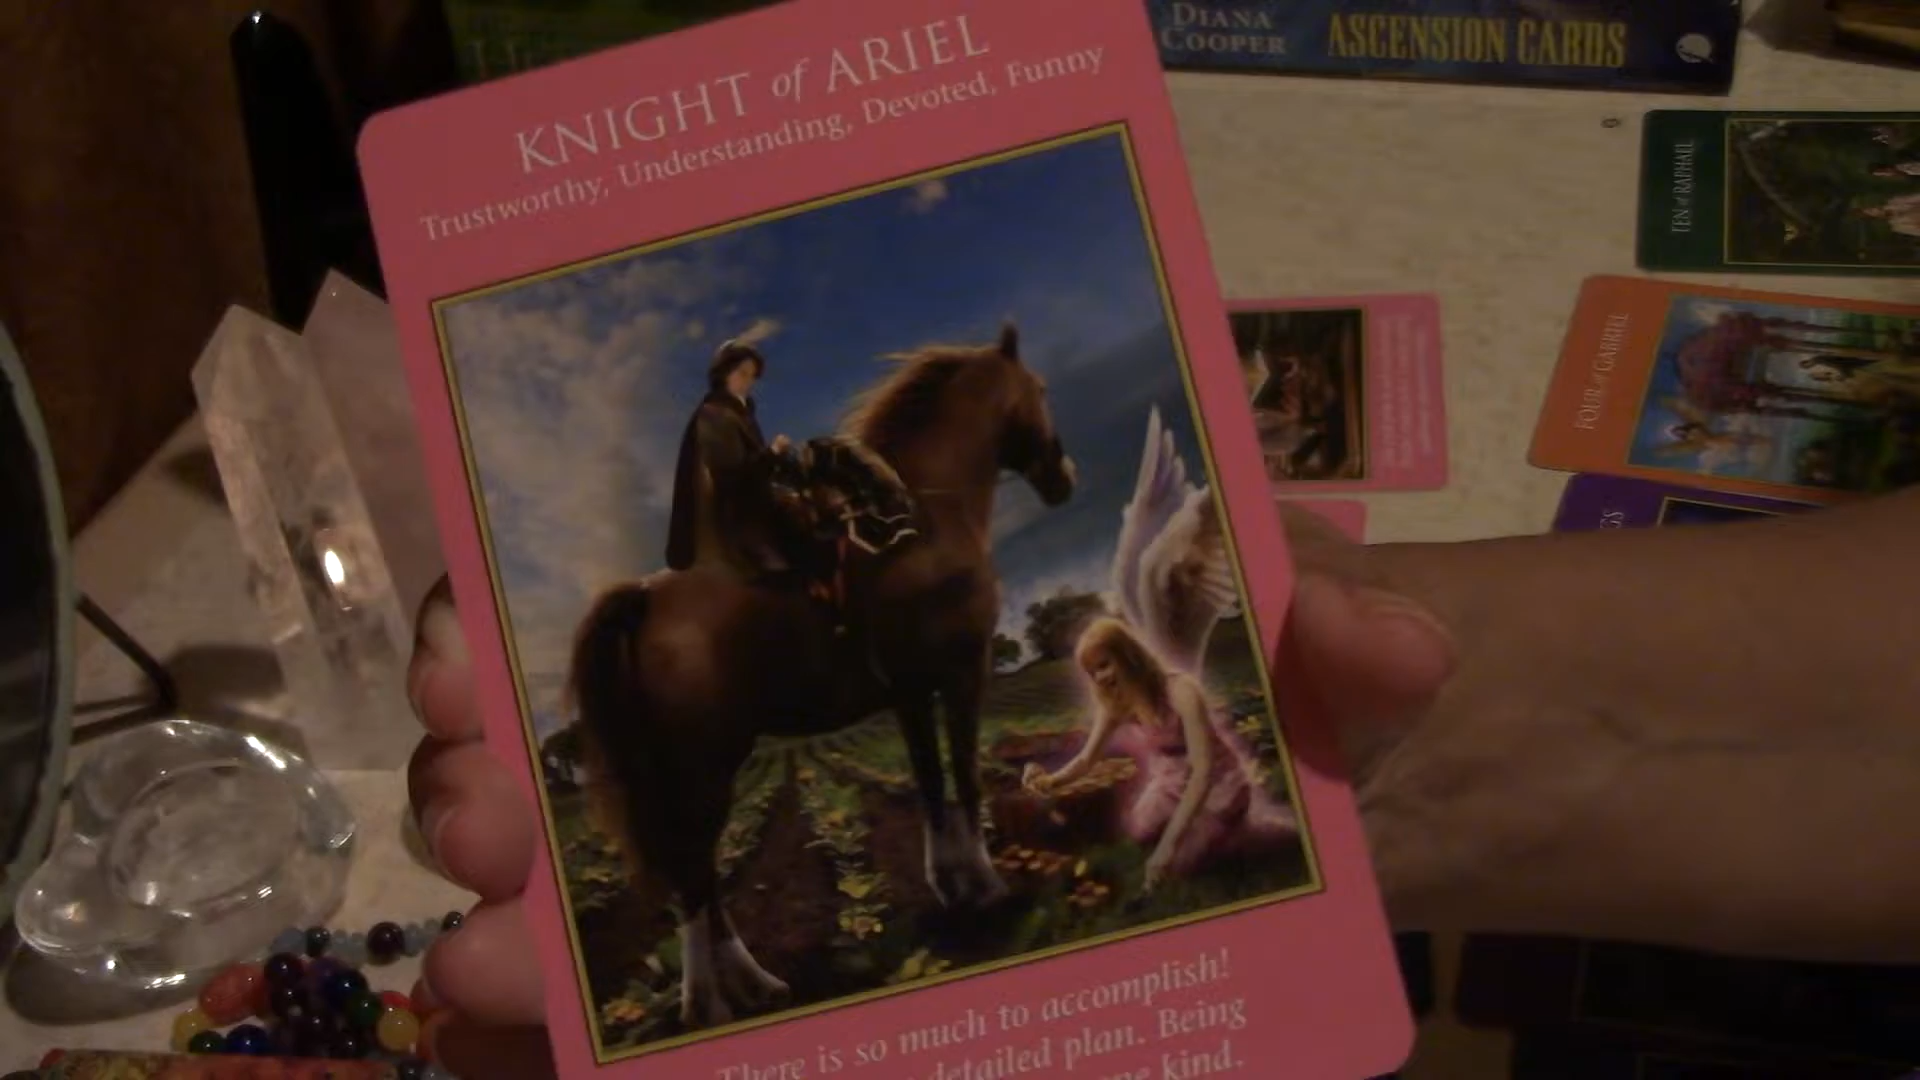 KNIGHT of ARIEL
Trustworthy, Understanding, Devoted, Funny
There is so much to accomplish!
detailed plan. Being
kind.
DIANA
COOPER
ASCENSION CARDS
TEN of RAPHAEL
FOUR of GABRIEL